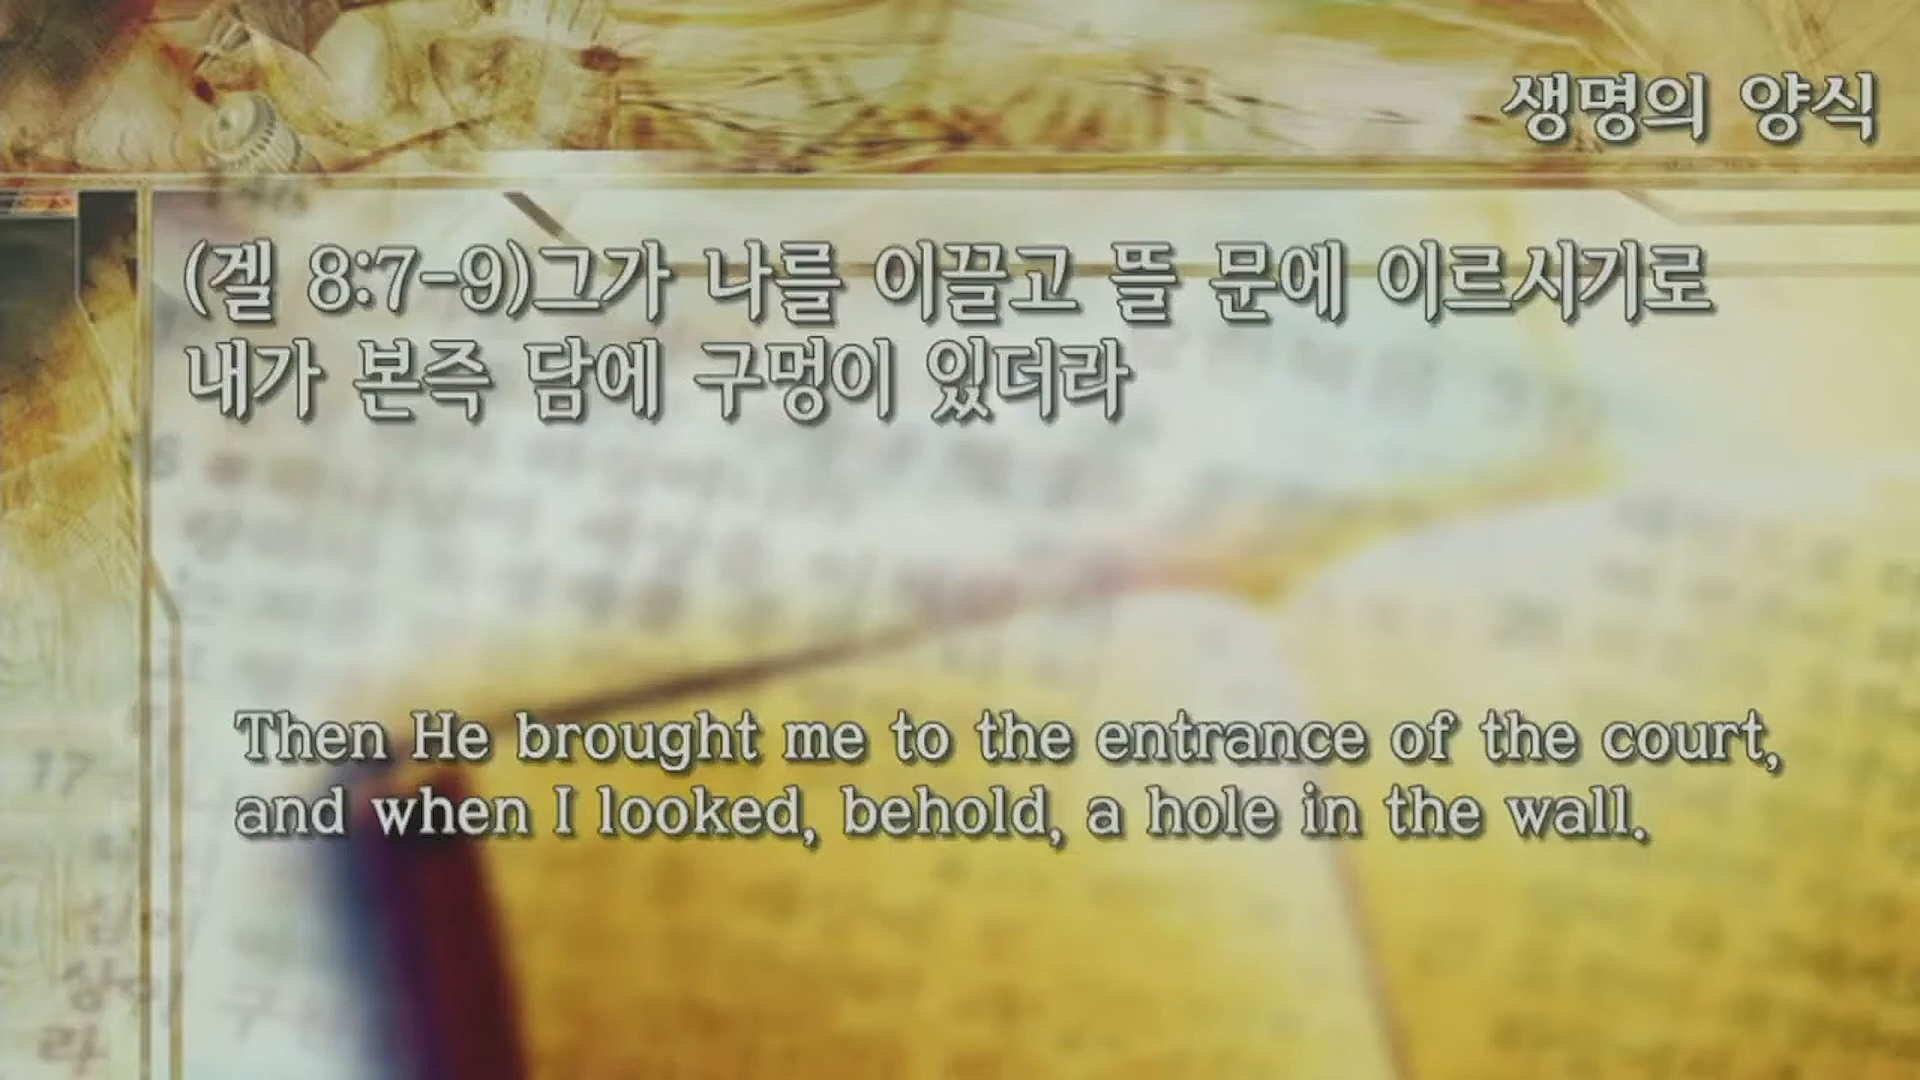 생명의 양식
(겔 8:7-9)그가 나를 이끌고 뜰 문에 이르시기로
내가 본즉 담에 구멍이 있더라
Then He brought me to the entrance of the court,
and when I looked, behold, a hole in the wall.
17